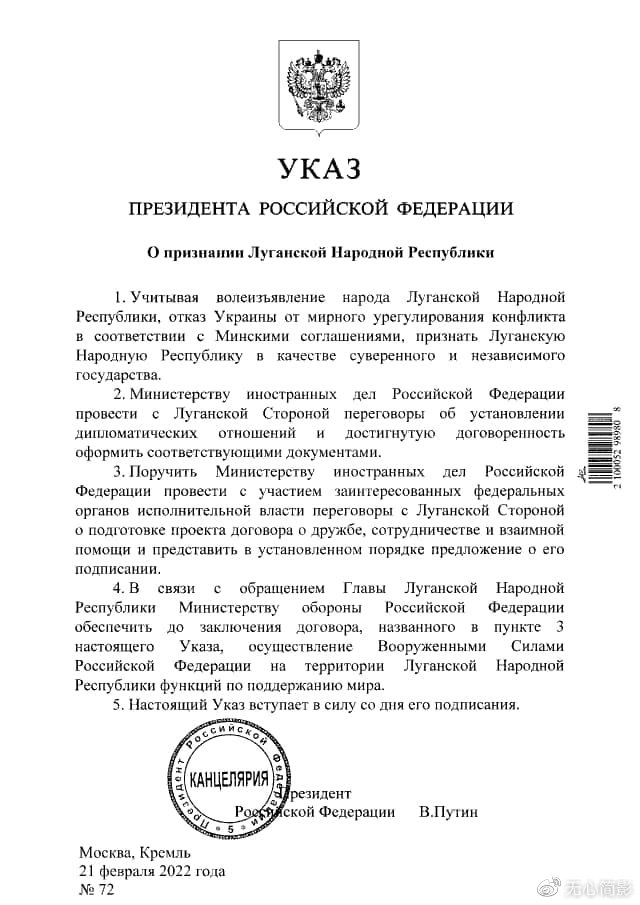 УКАЗ
ПРЕЗИДЕНТА РОССИЙСКОЙ ФЕДЕРАЦИИ
О признании Луганской Народной Республики
1. Учитывая волеизъявление народа Луганской Народной
Республики, отказ Украины от мирного урегулирования конфликта
в соответствии с Минскими соглашениями, признать Луганскую
Народную Республику в качестве суверенного и независимого
государства.
2. Министерству иностранных дел Российской Федерации
провести с Луганской Стороной переговоры об установлении
дипломатических отношений и достигнутую договоренность
оформить соответствующими документами.
3. Поручить Министерству иностранных дел Российской
Федерации провести с участием заинтересованных федеральных
органов исполнительной власти переговоры с Луганской Стороной
о подготовке проекта договора о дружбе, сотрудничестве и взаимной
помощи и представить в установленном порядке предложение о его
подписании.
4. В связи с обращением Главы Луганской Народной
Республики Министерству обороны Российской Федерации
обеспечить до заключения договора, названного в пункте 3
настоящего Указа, осуществление Вооруженными Силами
Российской Федерации на территории Луганской Народной
Республики функций по поддержанию мира.
5. Настоящий Указ вступает в силу со дня его подписания.
2 100052 98980 8
Президент Российской Федерации
КАНЦЕЛЯРИЯ
* 5 *
Президент
Российской Федерации В.Путин
Москва, Кремль
21 февраля 2022 года
№ 72
无心简影